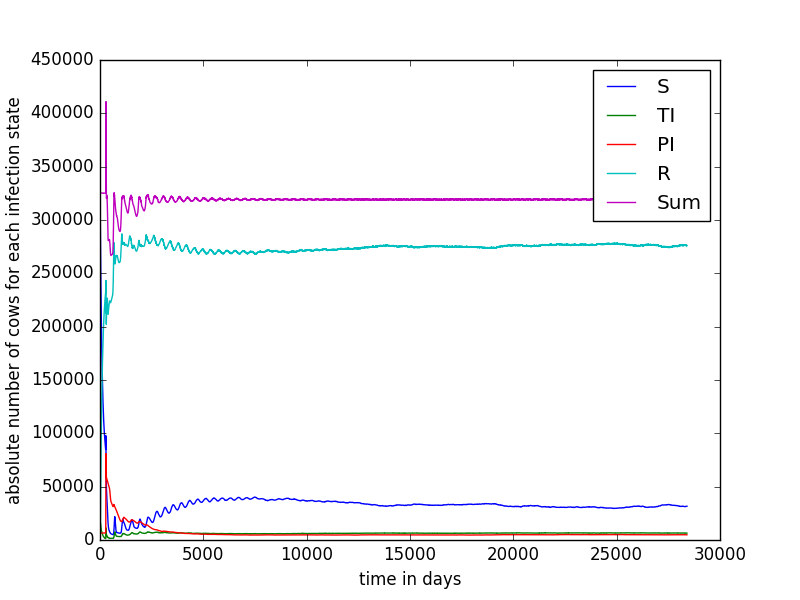 450000
400000
350000
300000
250000
200000
150000
100000
50000
0
absolute number of cows for each infection state
S
TI
PI
R
Sum
0 5000 10000 15000 20000 25000 30000
time in days